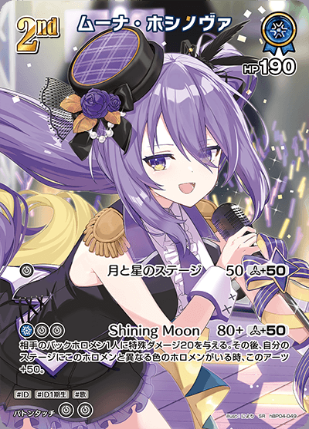 2nd
ムーナ・ホシノヴァ
HP190
月と星のステージ 50 +50
Shining Moon 80+ +50
相手のバックホロメン1人に特殊ダメージ20を与える。その後、自分の
ステージにこのホロメンと異なる色のホロメンがいる時、このアーツ
+50。
#ID #ID1期生 #歌
バトンタッチ
SR hBP04-049